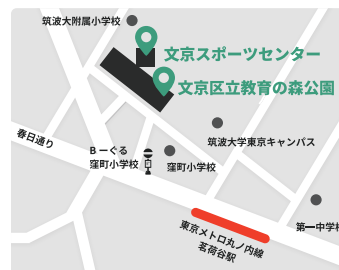 筑波大附属小学校
文京スポーツセンター
文京区立教育の森公園
春日通り
Bーぐる
窪町小学校
窪町小学校
筑波大学東京キャンパス
東京メトロ丸ノ内線
茗荷谷駅
第一中学校